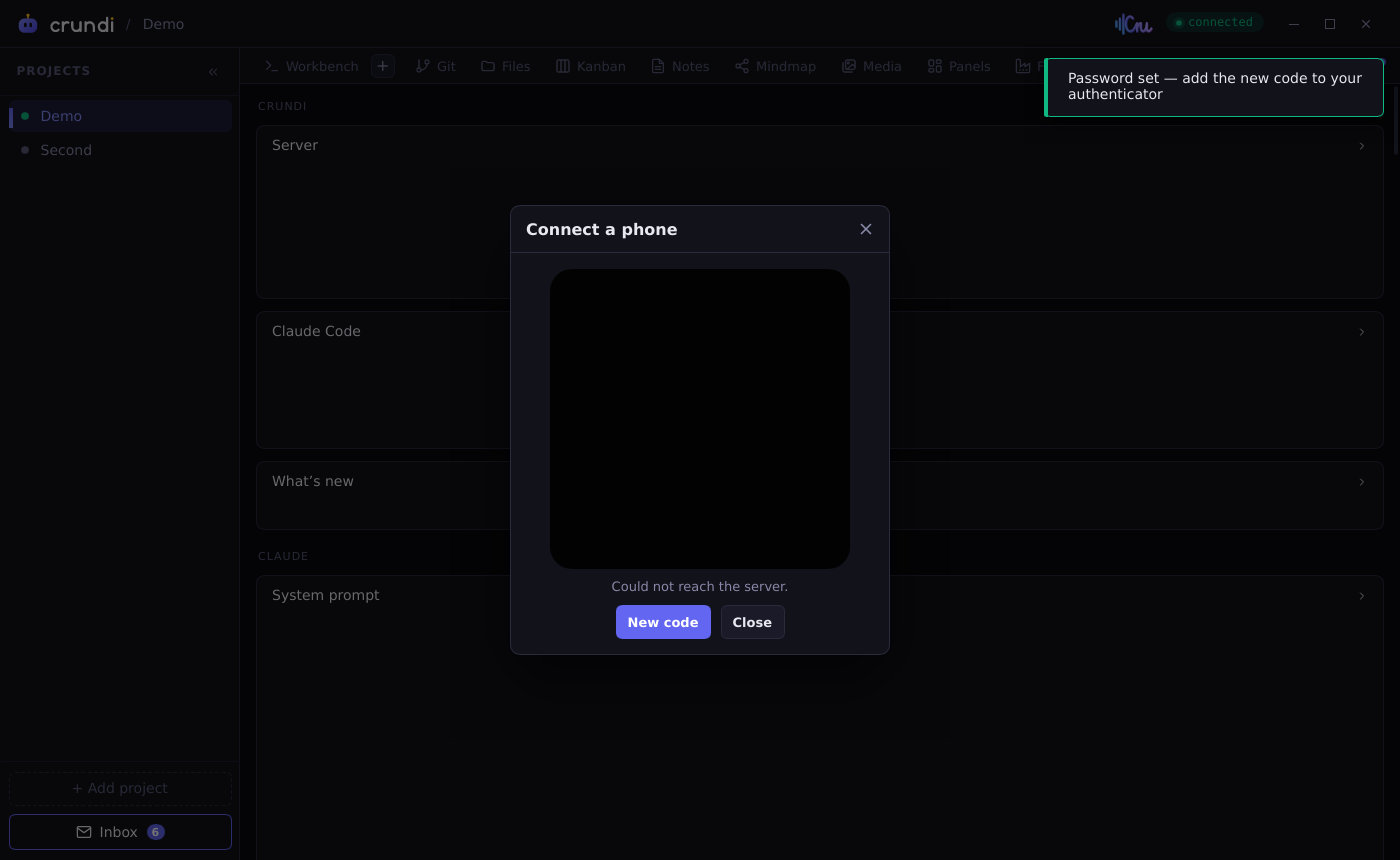 crundi / Demo
Cru
connected
PROJECTS
«
Demo
Second
Workbench
+
Git
Files
Kanban
Notes
Mindmap
Media
Panels
Password set — add the new code to your
authenticator
CRUNDI
Server
Claude Code
What’s new
CLAUDE
System prompt
Connect a phone
Could not reach the server.
New code
Close
+ Add project
Inbox 6